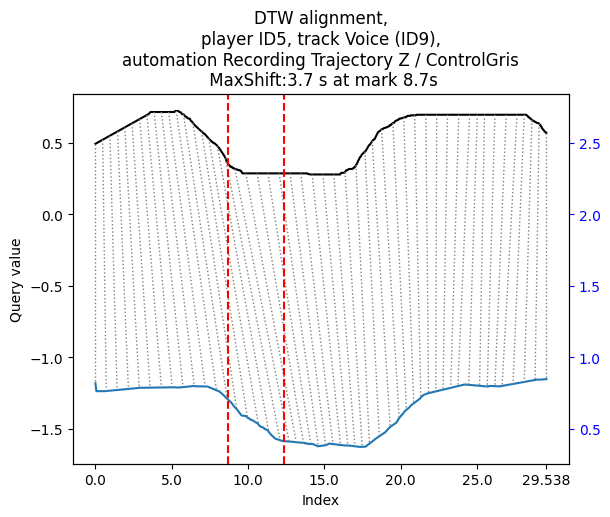 DTW alignment,
player ID5, track Voice (ID9),
automation Recording Trajectory Z / ControlGris
MaxShift:3.7 s at mark 8.7s
0.5
0.0
−0.5
−1.0
−1.5
Query value
2.5
2.0
1.5
1.0
0.5
0.0 5.0 10.0 15.0 20.0 25.0 29.538
Index